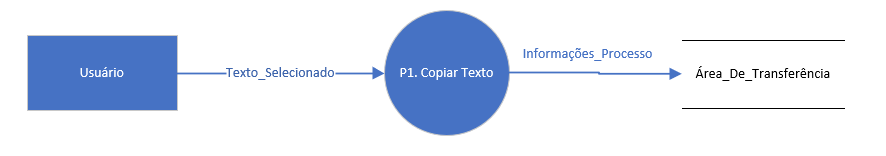 Usuário
Texto_Selecionado
P1. Copiar Texto
Informações_Processo
Área_De_Transferência